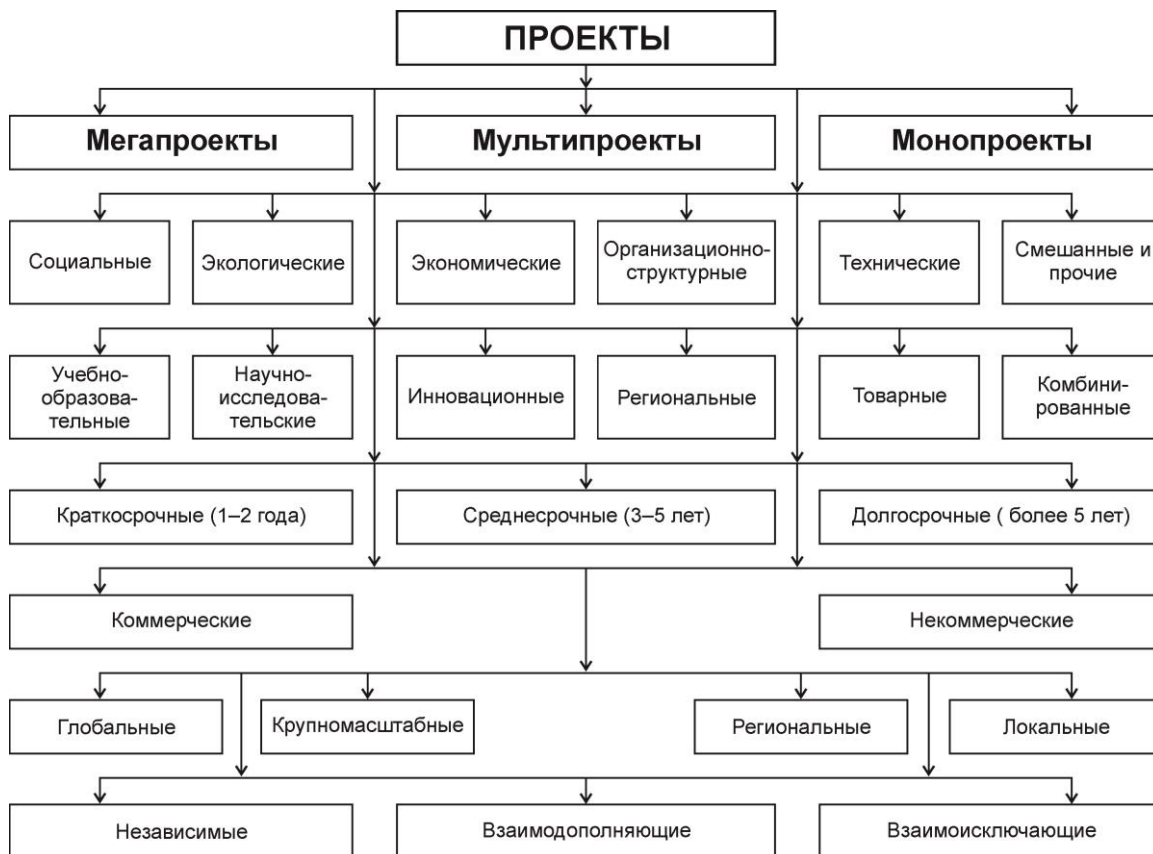 ПРОЕКТЫ
Мегапроекты
Мультипроекты
Монопроекты
Социальные
Экологические
Экономические
Организационно-
структурные
Технические
Смешанные и
прочие
Учебно-
образова-
тельные
Научно-
исследова-
тельские
Инновационные
Региональные
Товарные
Комбини-
рованные
Краткосрочные (1–2 года)
Среднесрочные (3–5 лет)
Долгосрочные ( более 5 лет)
Коммерческие
Некоммерческие
Глобальные
Крупномасштабные
Региональные
Локальные
Независимые
Взаимодополняющие
Взаимоисключающие